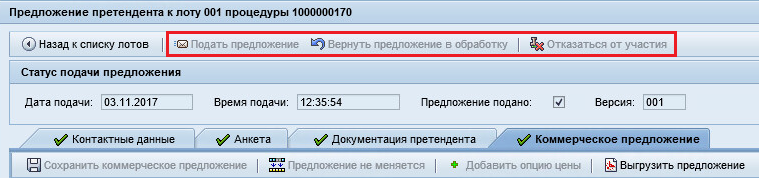 Предложение претендента к лоту 001 процедуры 1000000170
Назад к списку лотов Подать предложение Вернуть предложение в обработку Отказаться от участия
Статус подачи предложения
Дата подачи: 03.11.2017 Время подачи: 12:35:54 Предложение подано: Версия: 001
Контактные данные Анкета Документация претендента Коммерческое предложение
Сохранить коммерческое предложение Предложение не меняется Добавить опцию цены Выгрузить предложение